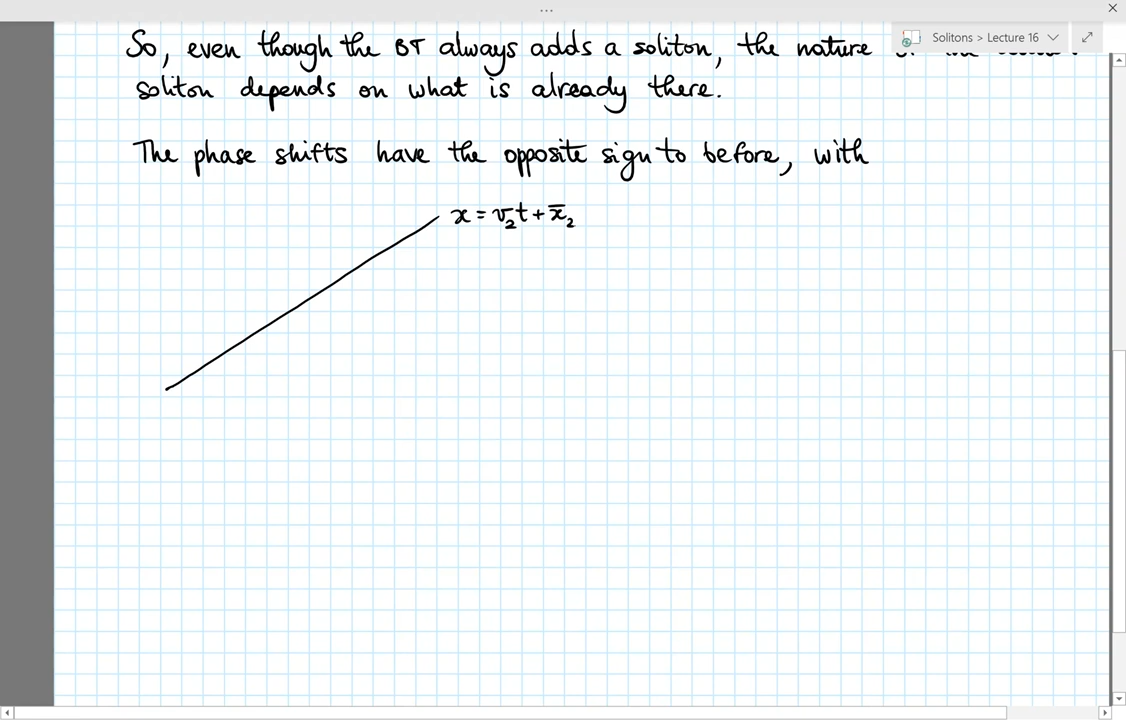 Solitons > Lecture 16
So, even though the BT always adds a soliton, the nature
soliton depends on what is already there.
The phase shifts have the opposite sign to before, with
x = v₂t + x̅₂